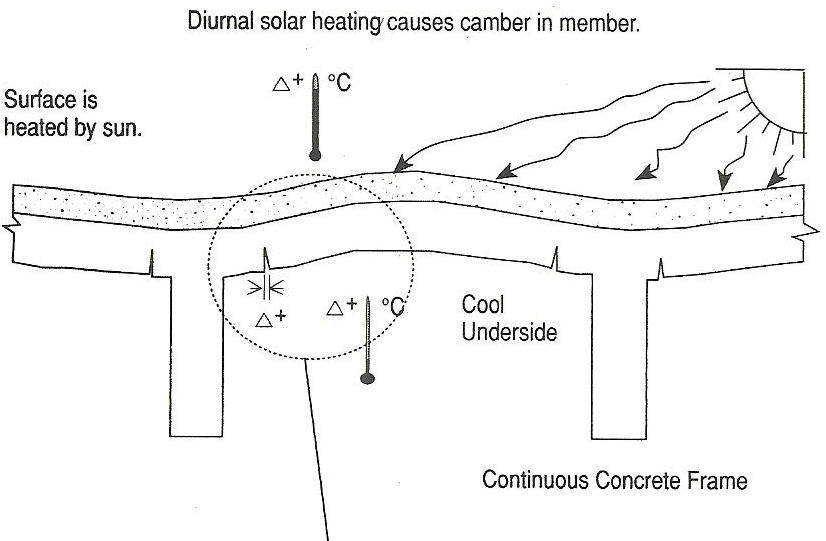 Diurnal solar heating causes camber in member.
△+ °C
Surface is
heated by sun.
△+
△+ °C
Cool
Underside
Continuous Concrete Frame